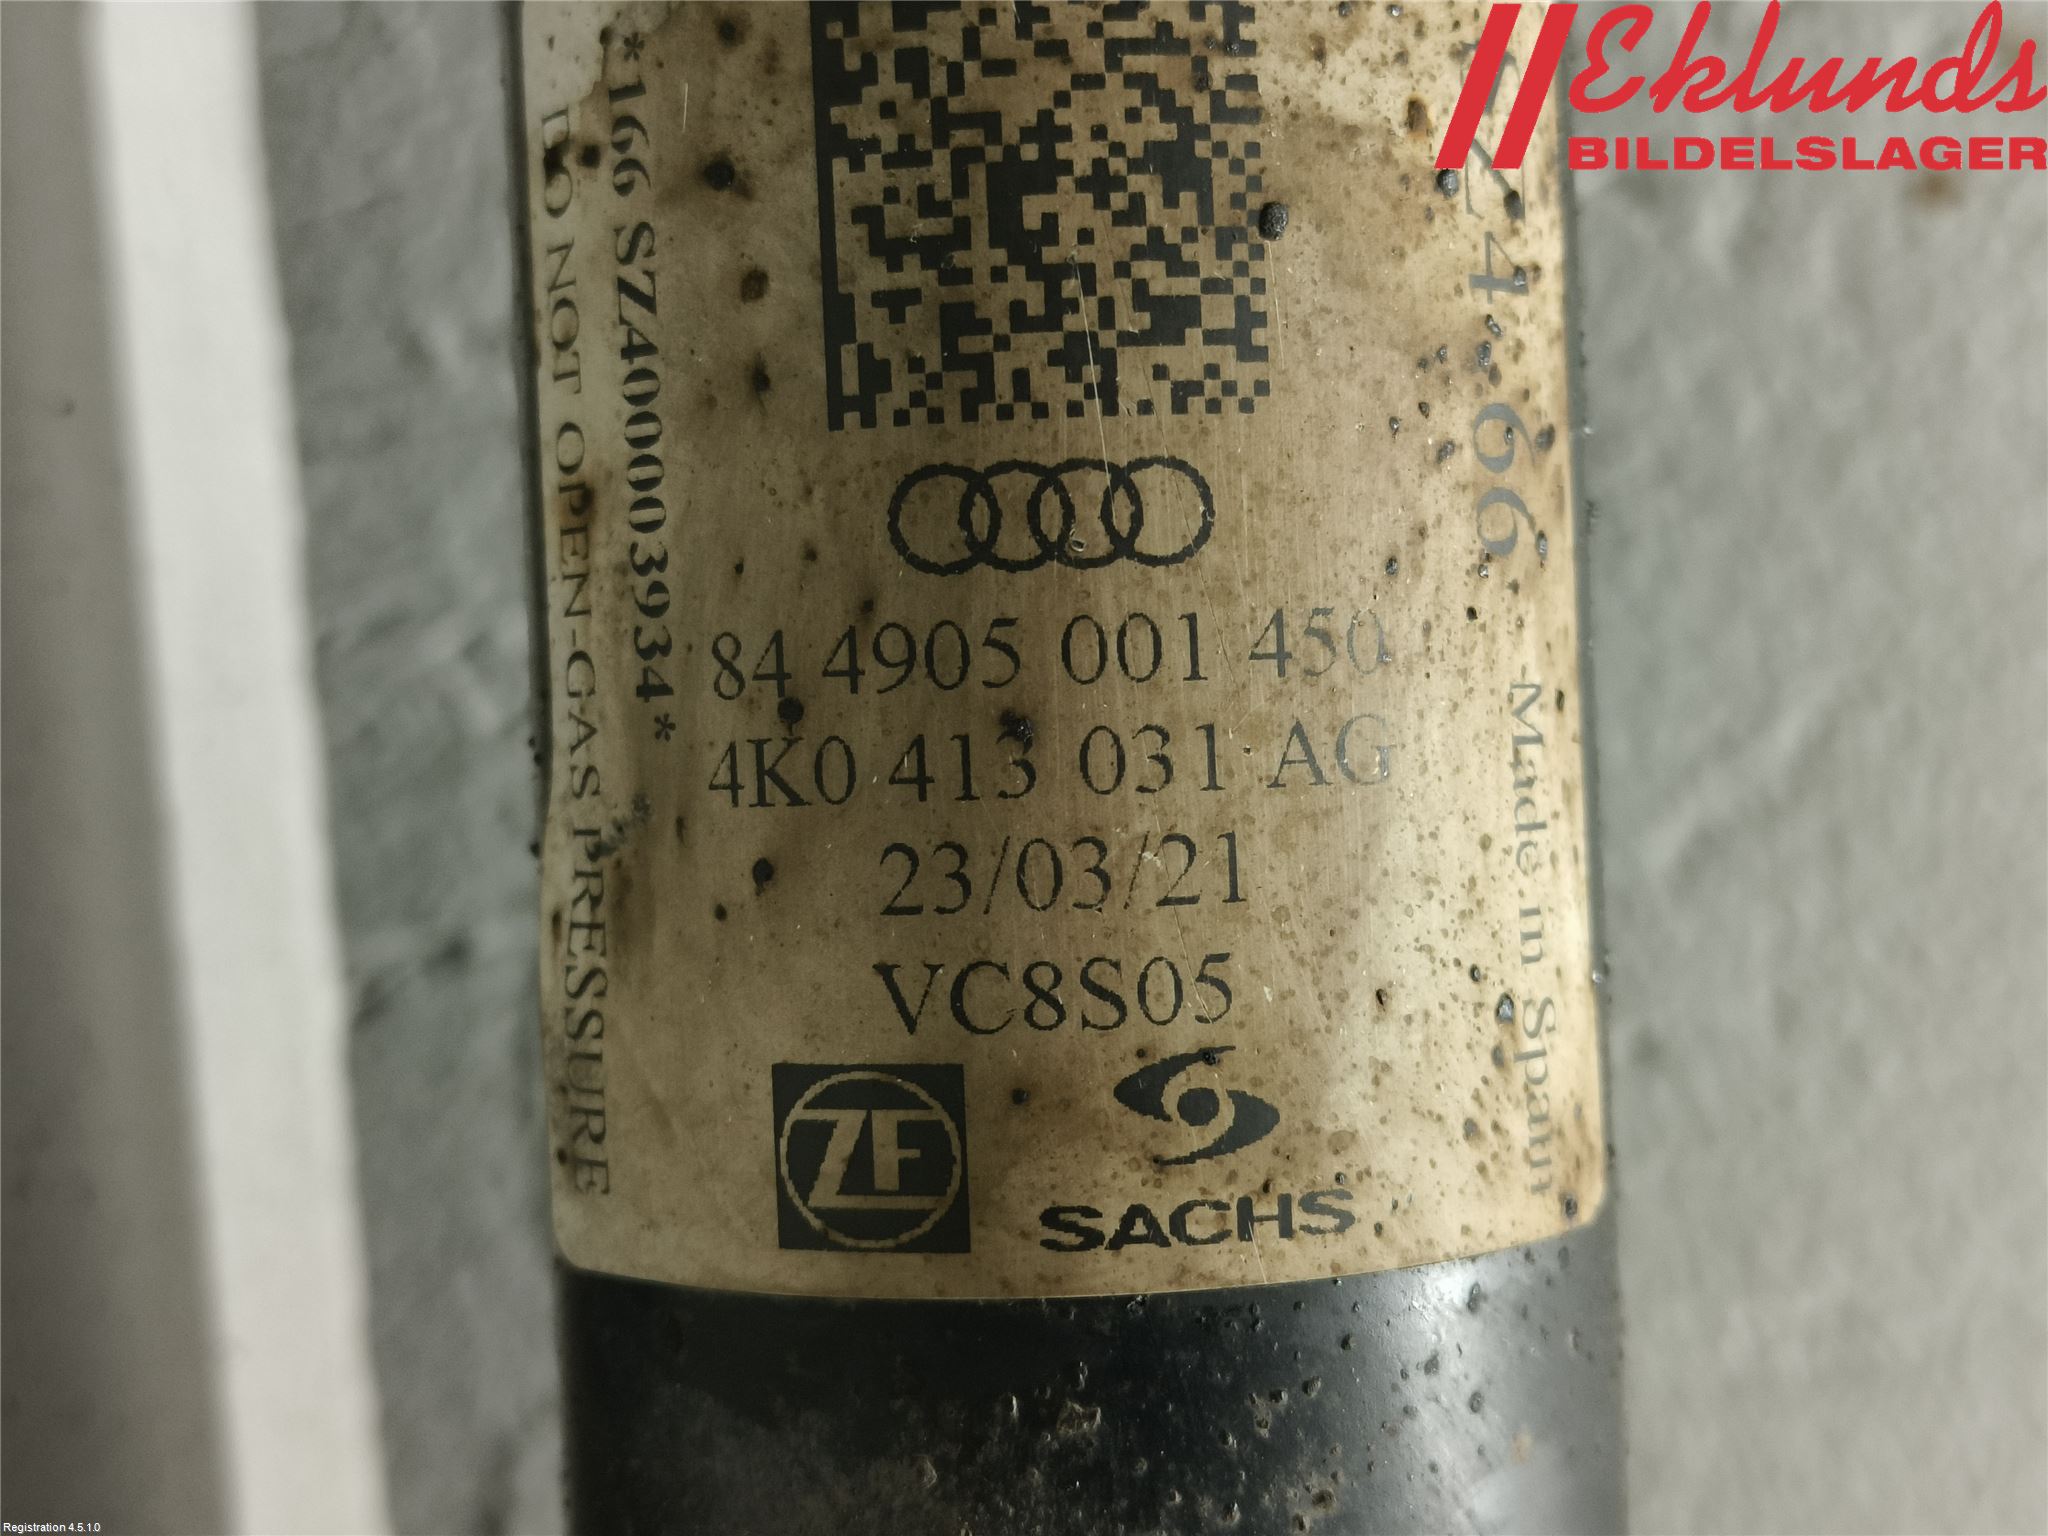 Eklunds
BILDELSLAGER
*166 SZ400003934*
DO NOT OPEN-GAS PRESSURE
84 4905 001 450
4K0 413 031 AG
23/03/21
VC8S05
ZF
SACHS
Made in Spain
Registration 4.5.1.0